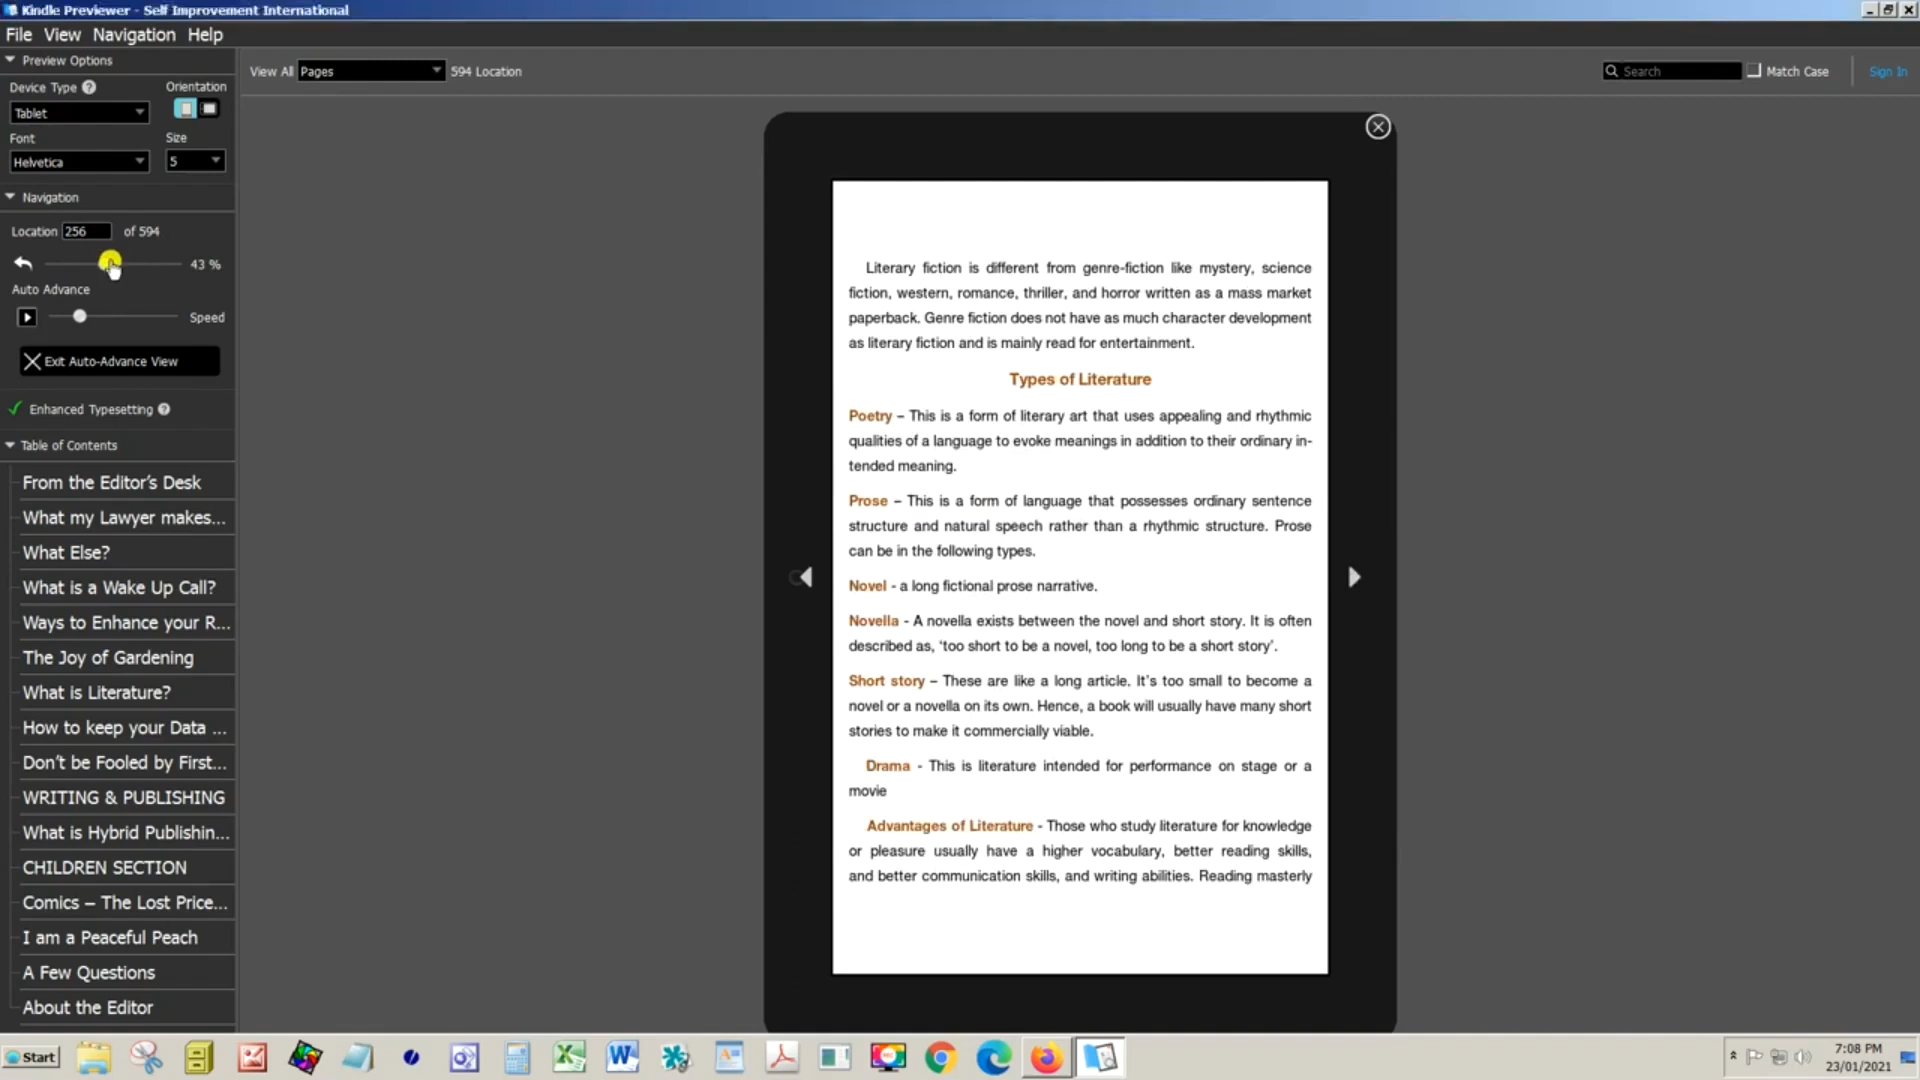 Kindle Previewer - Self Improvement International
File View Navigation Help
Preview Options
Device Type ? Orientation
Tablet
Font Size
Helvetica 5
Navigation
Location 256 of 594
43 %
Auto Advance
Speed
Exit Auto-Advance View
Enhanced Typesetting ?
Table of Contents
From the Editor's Desk
What my Lawyer makes...
What Else?
What is a Wake Up Call?
Ways to Enhance your R...
The Joy of Gardening
What is Literature?
How to keep your Data ...
Don't be Fooled by First...
WRITING & PUBLISHING
What is Hybrid Publishin...
CHILDREN SECTION
Comics – The Lost Price...
I am a Peaceful Peach
A Few Questions
About the Editor
View All Pages 594 Location
Search Match Case Sign In
Literary fiction is different from genre-fiction like mystery, science
fiction, western, romance, thriller, and horror written as a mass market
paperback. Genre fiction does not have as much character development
as literary fiction and is mainly read for entertainment.
Types of Literature
Poetry – This is a form of literary art that uses appealing and rhythmic
qualities of a language to evoke meanings in addition to their ordinary in-
tended meaning.
Prose – This is a form of language that possesses ordinary sentence
structure and natural speech rather than a rhythmic structure. Prose
can be in the following types.
Novel - a long fictional prose narrative.
Novella - A novella exists between the novel and short story. It is often
described as, ‘too short to be a novel, too long to be a short story’.
Short story – These are like a long article. It’s too small to become a
novel or a novella on its own. Hence, a book will usually have many short
stories to make it commercially viable.
Drama - This is literature intended for performance on stage or a
movie
Advantages of Literature - Those who study literature for knowledge
or pleasure usually have a higher vocabulary, better reading skills,
and better communication skills, and writing abilities. Reading masterly
Start
7:08 PM
23/01/2021